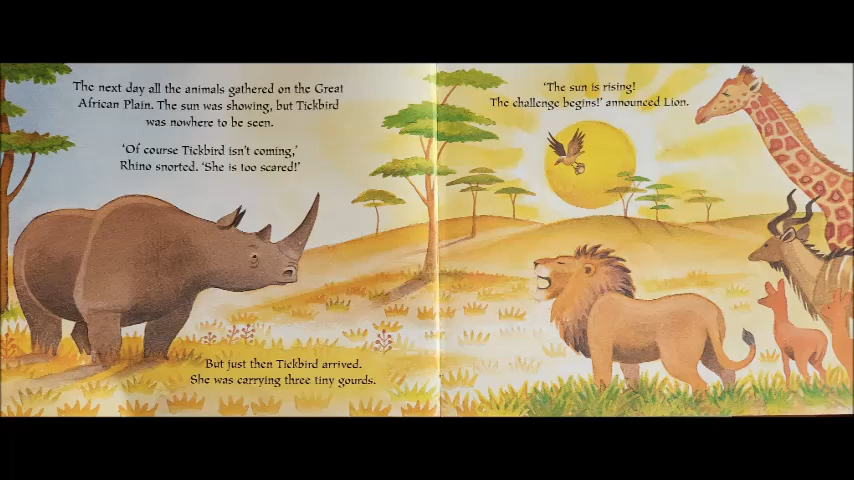 The next day all the animals gathered on the Great
African Plain. The sun was showing, but Tickbird
was nowhere to be seen.
‘Of course Tickbird isn’t coming,’
Rhino snorted. ‘She is too scared!’
But just then Tickbird arrived.
She was carrying three tiny gourds.
‘The sun is rising!
The challenge begins!’ announced Lion.